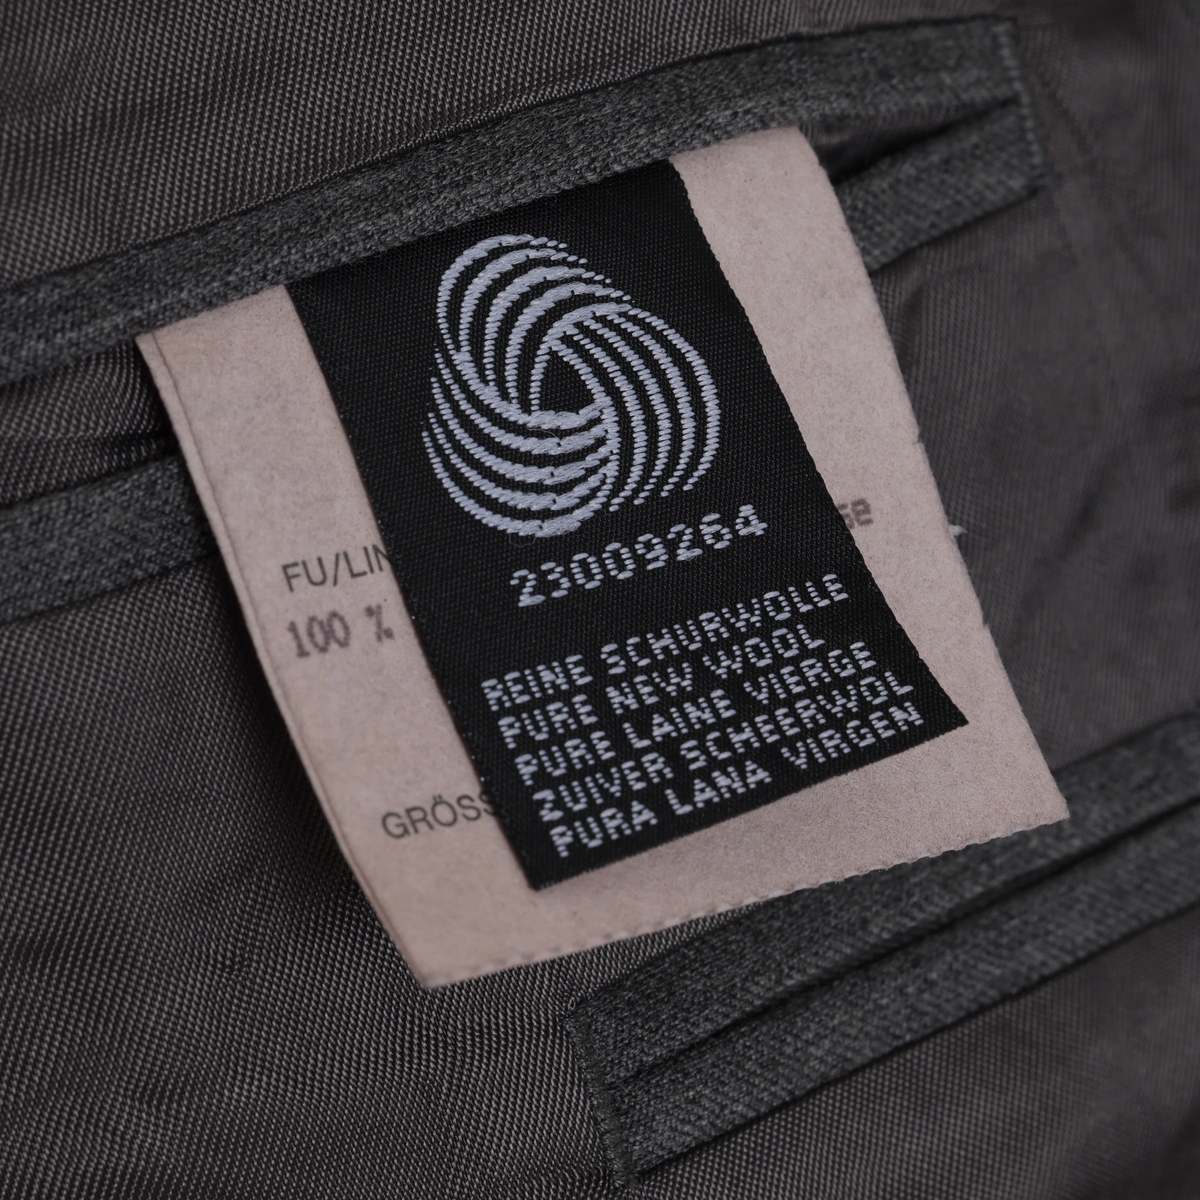 23009264
REINE SCHURWOLLE
PURE NEW WOOL
PURE LAINE VIERGE
ZUIVER SCHEERWOL
PURA LANA VIRGEN
FU/LIN
100 %
GRÖSS